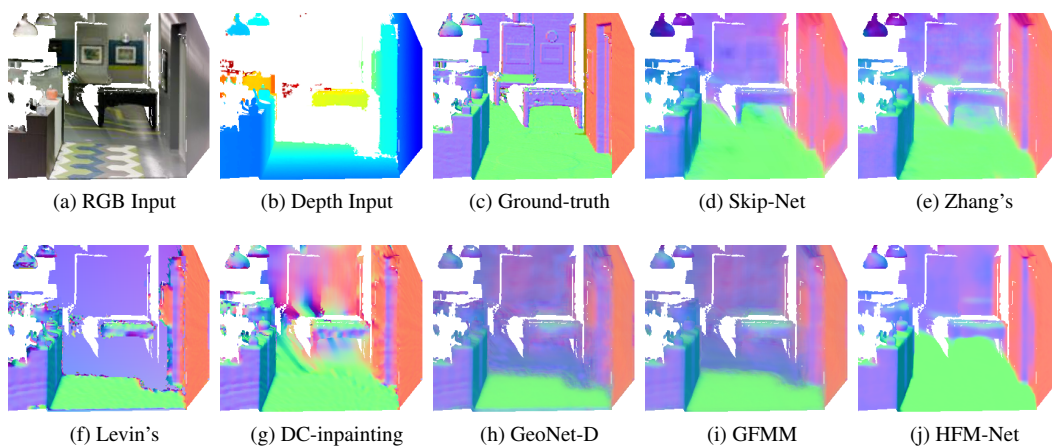 (a) RGB Input
(b) Depth Input
(c) Ground-truth
(d) Skip-Net
(e) Zhang's
(f) Levin's
(g) DC-inpainting
(h) GeoNet-D
(i) GFMM
(j) HFM-Net